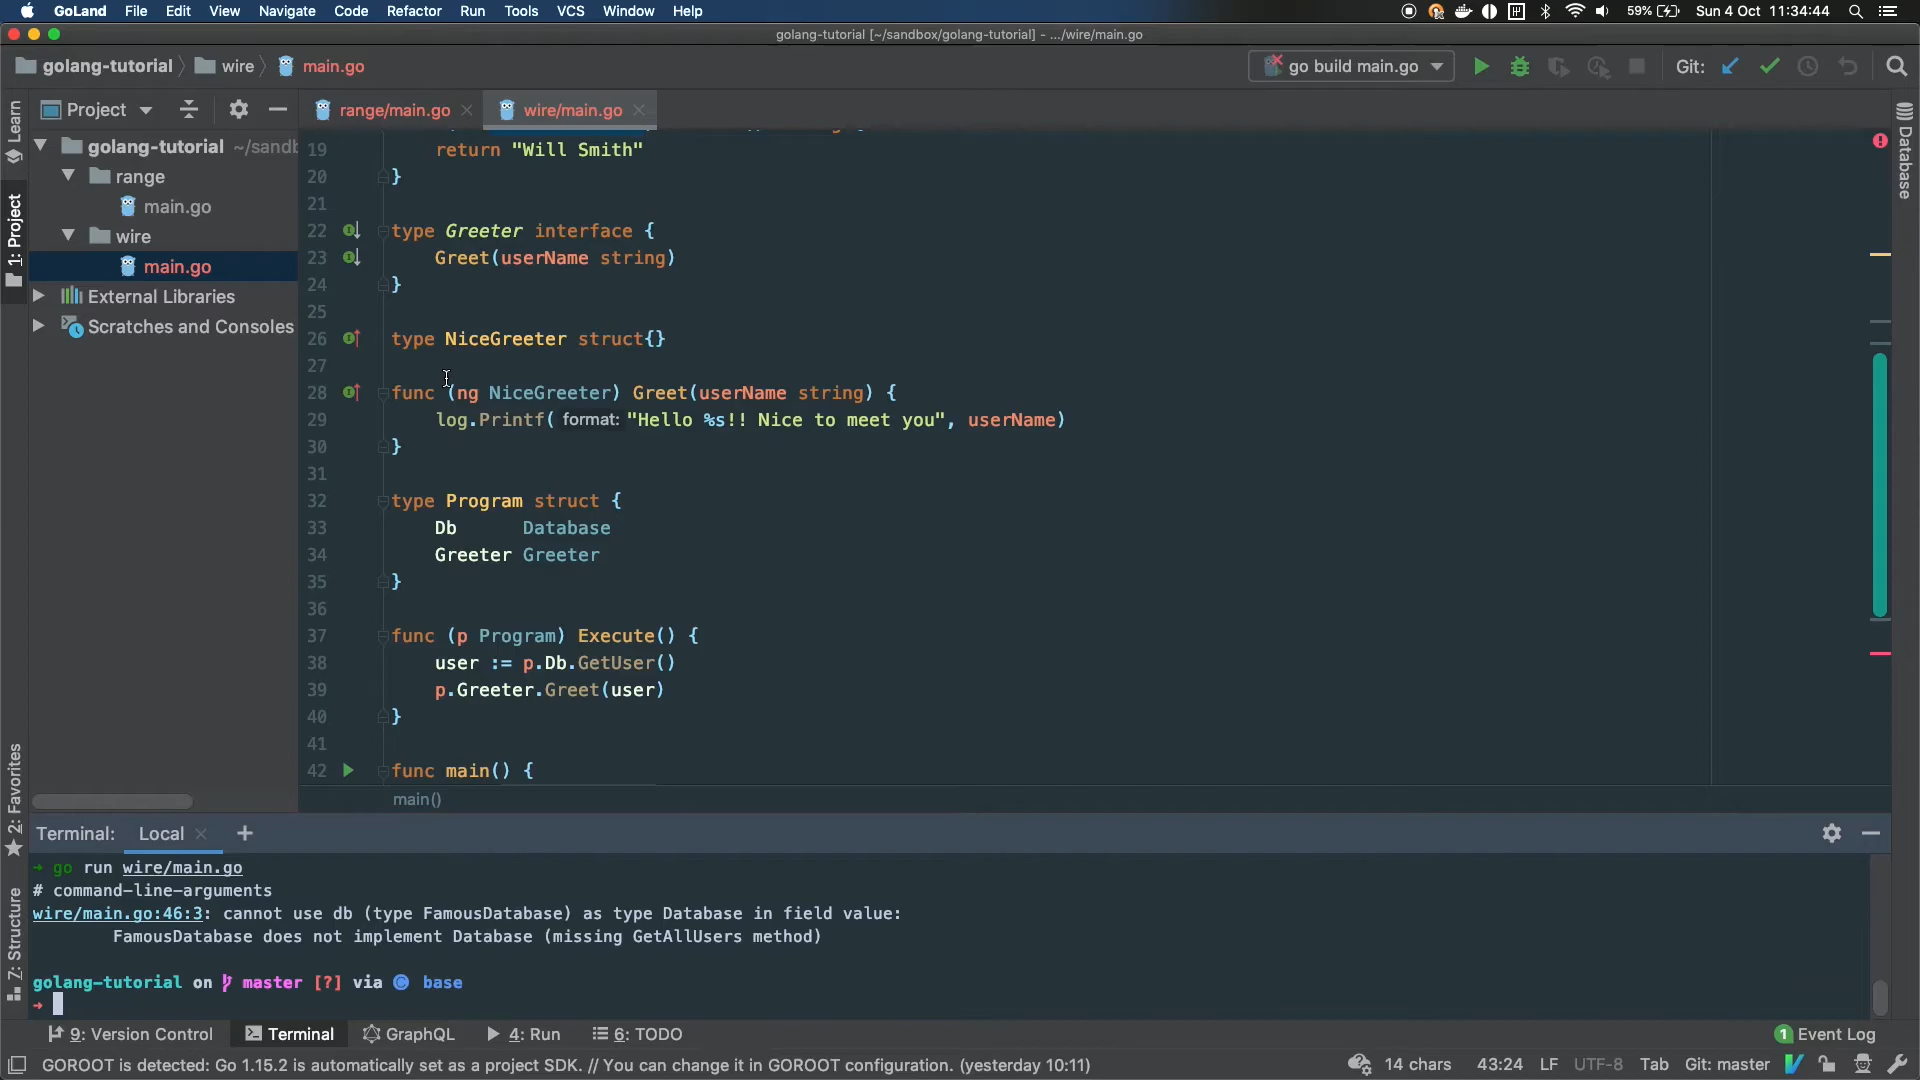 GoLand File Edit View Navigate Code Refactor Run Tools VCS Window Help 59% Sun 4 Oct 11:34:44
golang-tutorial [~/sandbox/golang-tutorial] - .../wire/main.go
golang-tutorial wire main.go go build main.go Git:
Project range/main.go wire/main.go
Learn
1: Project
2: Favorites
7: Structure
Database
golang-tutorial ~/sandb
range
main.go
wire
main.go
External Libraries
Scratches and Consoles
19 return "Will Smith"
20 }
21
22 type Greeter interface {
23 Greet(userName string)
24 }
25
26 type NiceGreeter struct{}
27
28 func (ng NiceGreeter) Greet(userName string) {
29 log.Printf( format: "Hello %s!! Nice to meet you", userName)
30 }
31
32 type Program struct {
33 Db Database
34 Greeter Greeter
35 }
36
37 func (p Program) Execute() {
38 user := p.Db.GetUser()
39 p.Greeter.Greet(user)
40 }
41
42 func main() {
main()
Terminal: Local +
→ go run wire/main.go
# command-line-arguments
wire/main.go:46:3: cannot use db (type FamousDatabase) as type Database in field value:
FamousDatabase does not implement Database (missing GetAllUsers method)
golang-tutorial on master [?] via base
→
9: Version Control Terminal GraphQL 4: Run 6: TODO 1 Event Log
GOROOT is detected: Go 1.15.2 is automatically set as a project SDK. // You can change it in GOROOT configuration. (yesterday 10:11) 14 chars 43:24 LF UTF-8 Tab Git: master